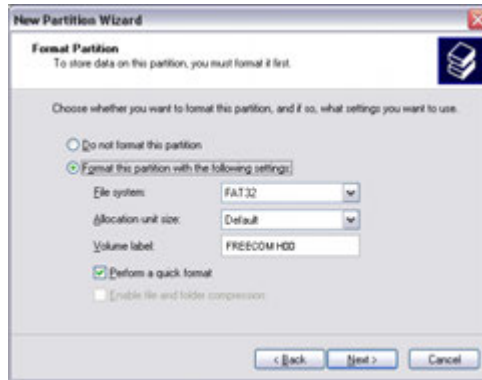 New Partition Wizard
Format Partition
To store data on this partition, you must format it first.
Choose whether you want to format this partition, and if so, what settings you want to use.
Do not format this partition
Format this partition with the following settings:
File system: FAT32
Allocation unit size: Default
Volume label: FREECOM HDD
Perform a quick format
Enable file and folder compression
< Back Next > Cancel